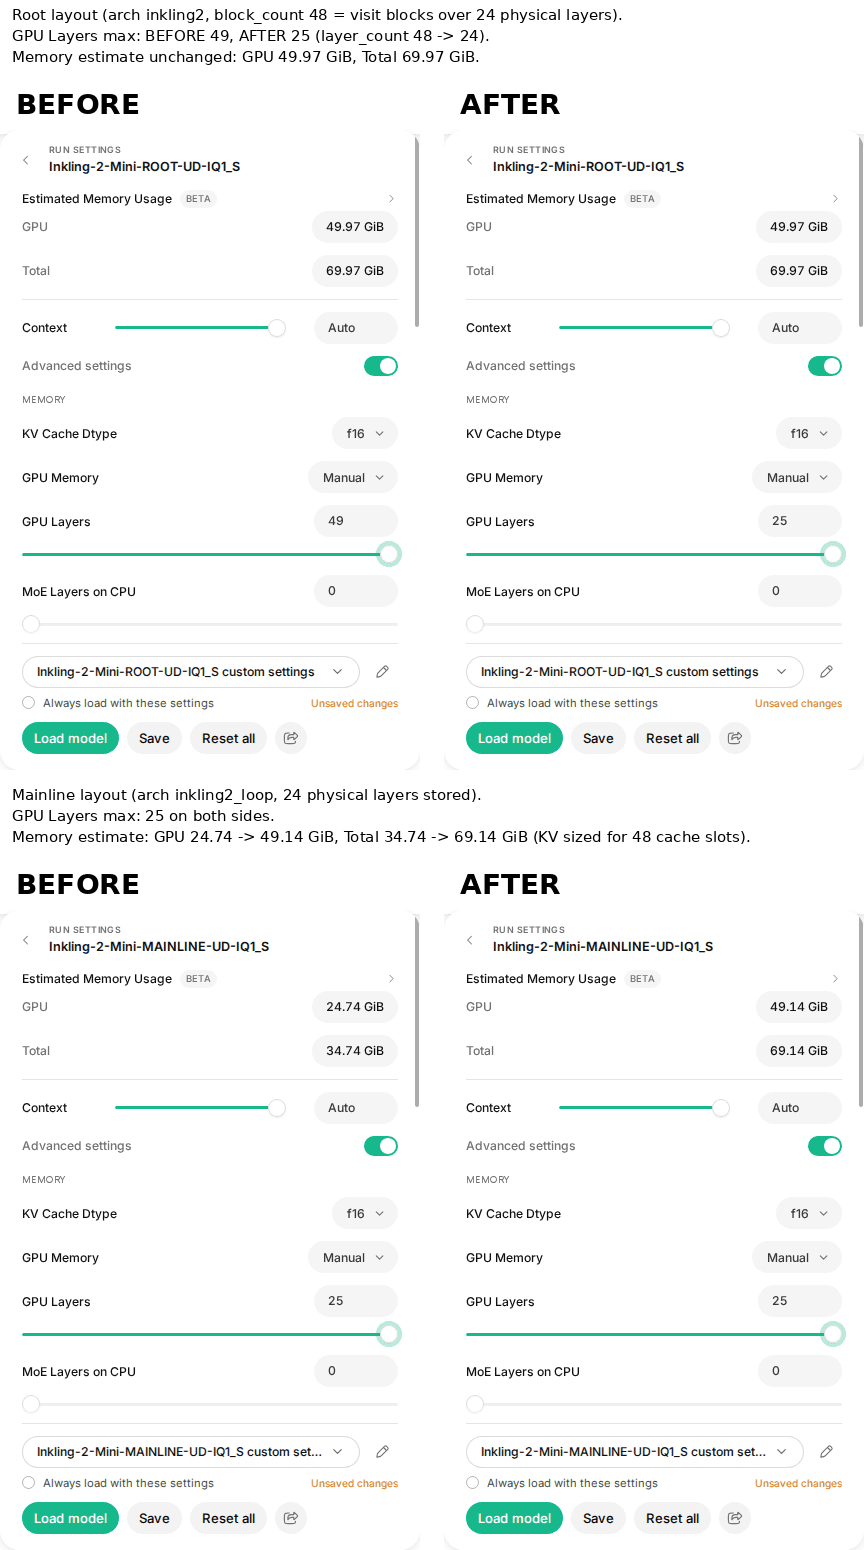 Root layout (arch inkling2, block_count 48 = visit blocks over 24 physical layers).
GPU Layers max: BEFORE 49, AFTER 25 (layer_count 48 -> 24).
Memory estimate unchanged: GPU 49.97 GiB, Total 69.97 GiB.
BEFORE
RUN SETTINGS
Inkling-2-Mini-ROOT-UD-IQ1_S
Estimated Memory Usage BETA
GPU 49.97 GiB
Total 69.97 GiB
Context Auto
Advanced settings
MEMORY
KV Cache Dtype f16
GPU Memory Manual
GPU Layers 49
MoE Layers on CPU 0
Inkling-2-Mini-ROOT-UD-IQ1_S custom settings
Always load with these settings Unsaved changes
Load model Save Reset all
AFTER
RUN SETTINGS
Inkling-2-Mini-ROOT-UD-IQ1_S
Estimated Memory Usage BETA
GPU 49.97 GiB
Total 69.97 GiB
Context Auto
Advanced settings
MEMORY
KV Cache Dtype f16
GPU Memory Manual
GPU Layers 25
MoE Layers on CPU 0
Inkling-2-Mini-ROOT-UD-IQ1_S custom settings
Always load with these settings Unsaved changes
Load model Save Reset all
Mainline layout (arch inkling2_loop, 24 physical layers stored).
GPU Layers max: 25 on both sides.
Memory estimate: GPU 24.74 -> 49.14 GiB, Total 34.74 -> 69.14 GiB (KV sized for 48 cache slots).
BEFORE
RUN SETTINGS
Inkling-2-Mini-MAINLINE-UD-IQ1_S
Estimated Memory Usage BETA
GPU 24.74 GiB
Total 34.74 GiB
Context Auto
Advanced settings
MEMORY
KV Cache Dtype f16
GPU Memory Manual
GPU Layers 25
MoE Layers on CPU 0
Inkling-2-Mini-MAINLINE-UD-IQ1_S custom set...
Always load with these settings Unsaved changes
Load model Save Reset all
AFTER
RUN SETTINGS
Inkling-2-Mini-MAINLINE-UD-IQ1_S
Estimated Memory Usage BETA
GPU 49.14 GiB
Total 69.14 GiB
Context Auto
Advanced settings
MEMORY
KV Cache Dtype f16
GPU Memory Manual
GPU Layers 25
MoE Layers on CPU 0
Inkling-2-Mini-MAINLINE-UD-IQ1_S custom set...
Always load with these settings Unsaved changes
Load model Save Reset all